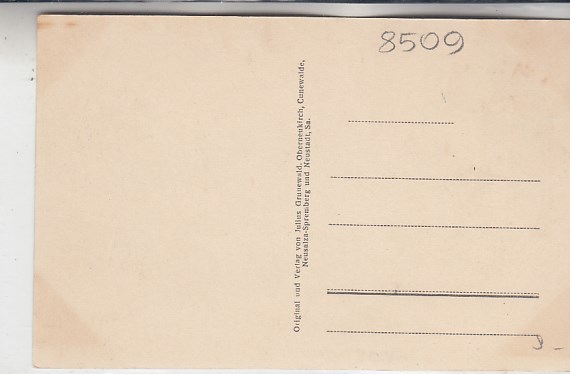 8509
Original und Verlag von Julius Grunewald, Oberneukirch, Cunewalde,
Neusalza-Spremberg und Neustadt, Sa.